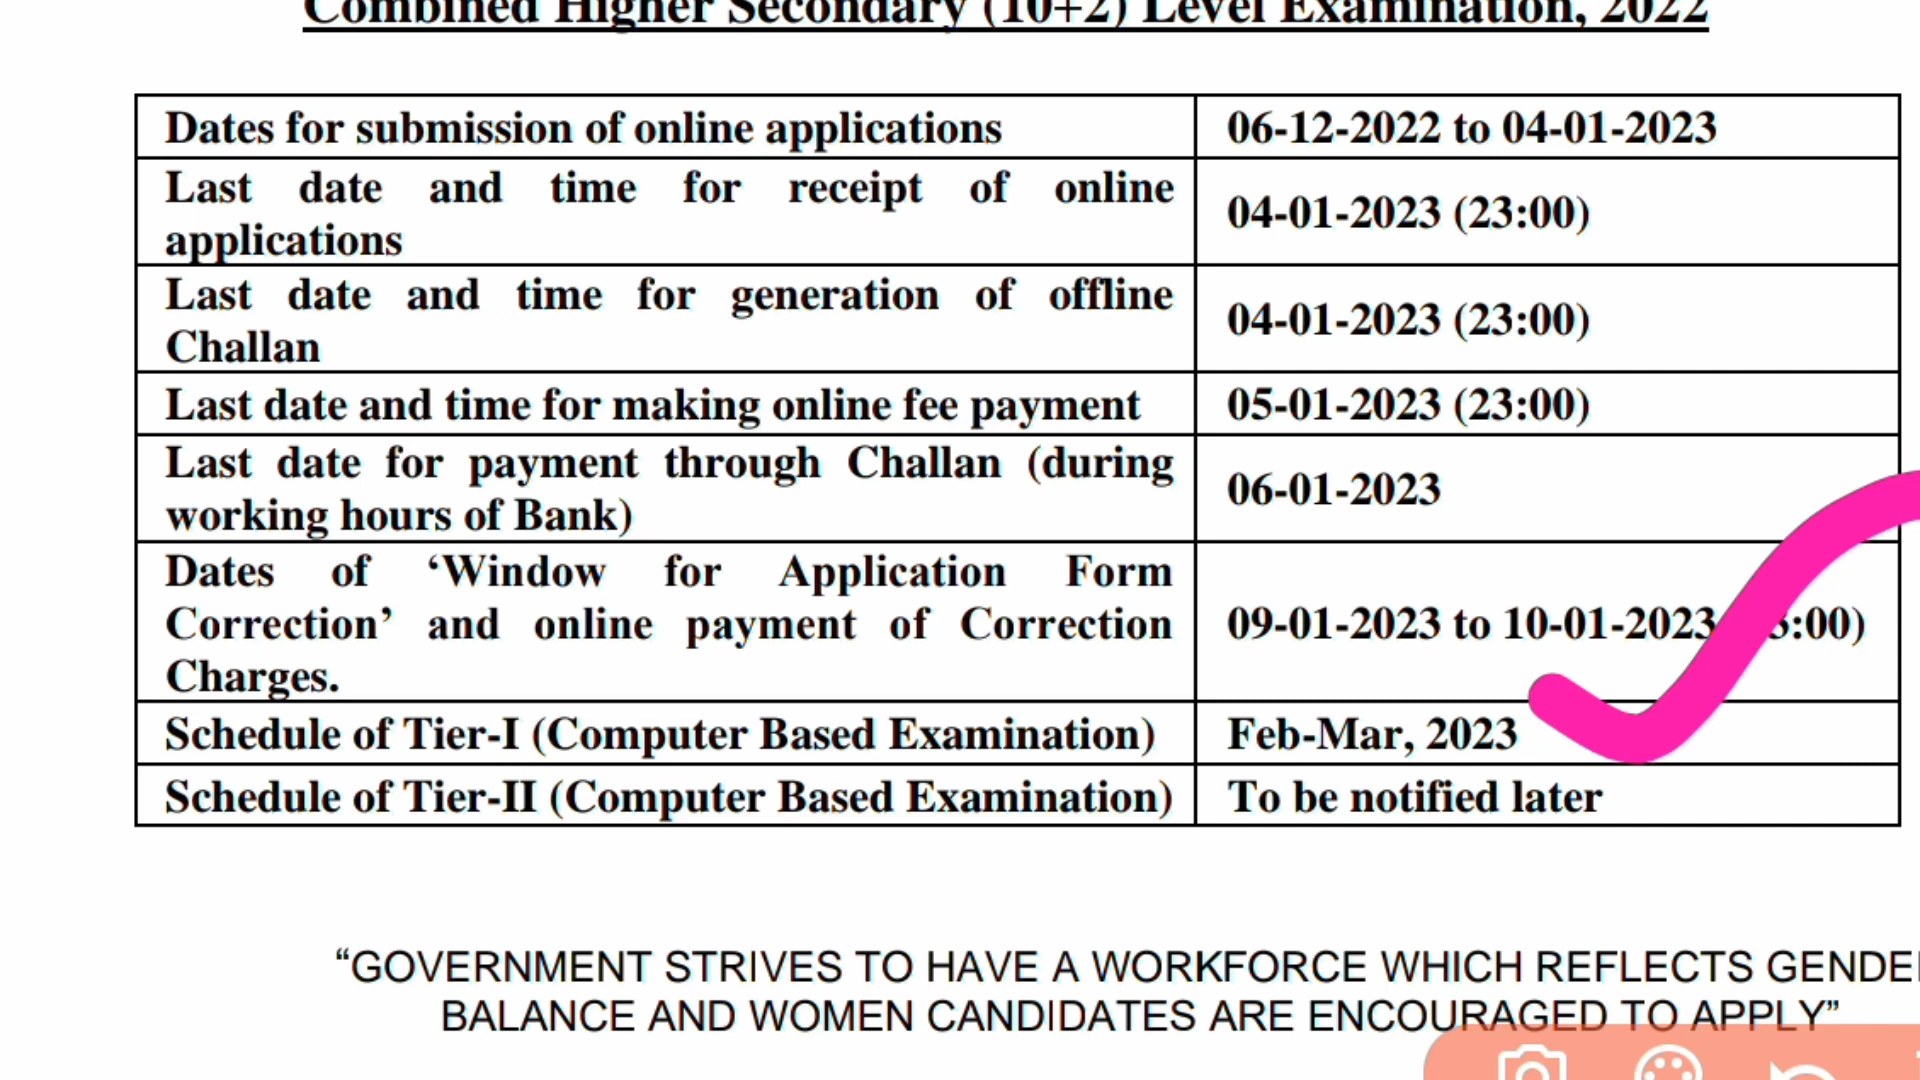 Combined Higher Secondary (10+2) Level Examination, 2022
Dates for submission of online applications
06-12-2022 to 04-01-2023
Last date and time for receipt of online
applications
04-01-2023 (23:00)
Last date and time for generation of offline
Challan
04-01-2023 (23:00)
Last date and time for making online fee payment
05-01-2023 (23:00)
Last date for payment through Challan (during
working hours of Bank)
06-01-2023
Dates of ‘Window for Application Form
Correction’ and online payment of Correction
Charges.
09-01-2023 to 10-01-2023
Schedule of Tier-I (Computer Based Examination)
Feb-Mar, 2023
Schedule of Tier-II (Computer Based Examination)
To be notified later
“GOVERNMENT STRIVES TO HAVE A WORKFORCE WHICH REFLECTS
BALANCE AND WOMEN CANDIDATES ARE ENCOURAGED TO APPLY”